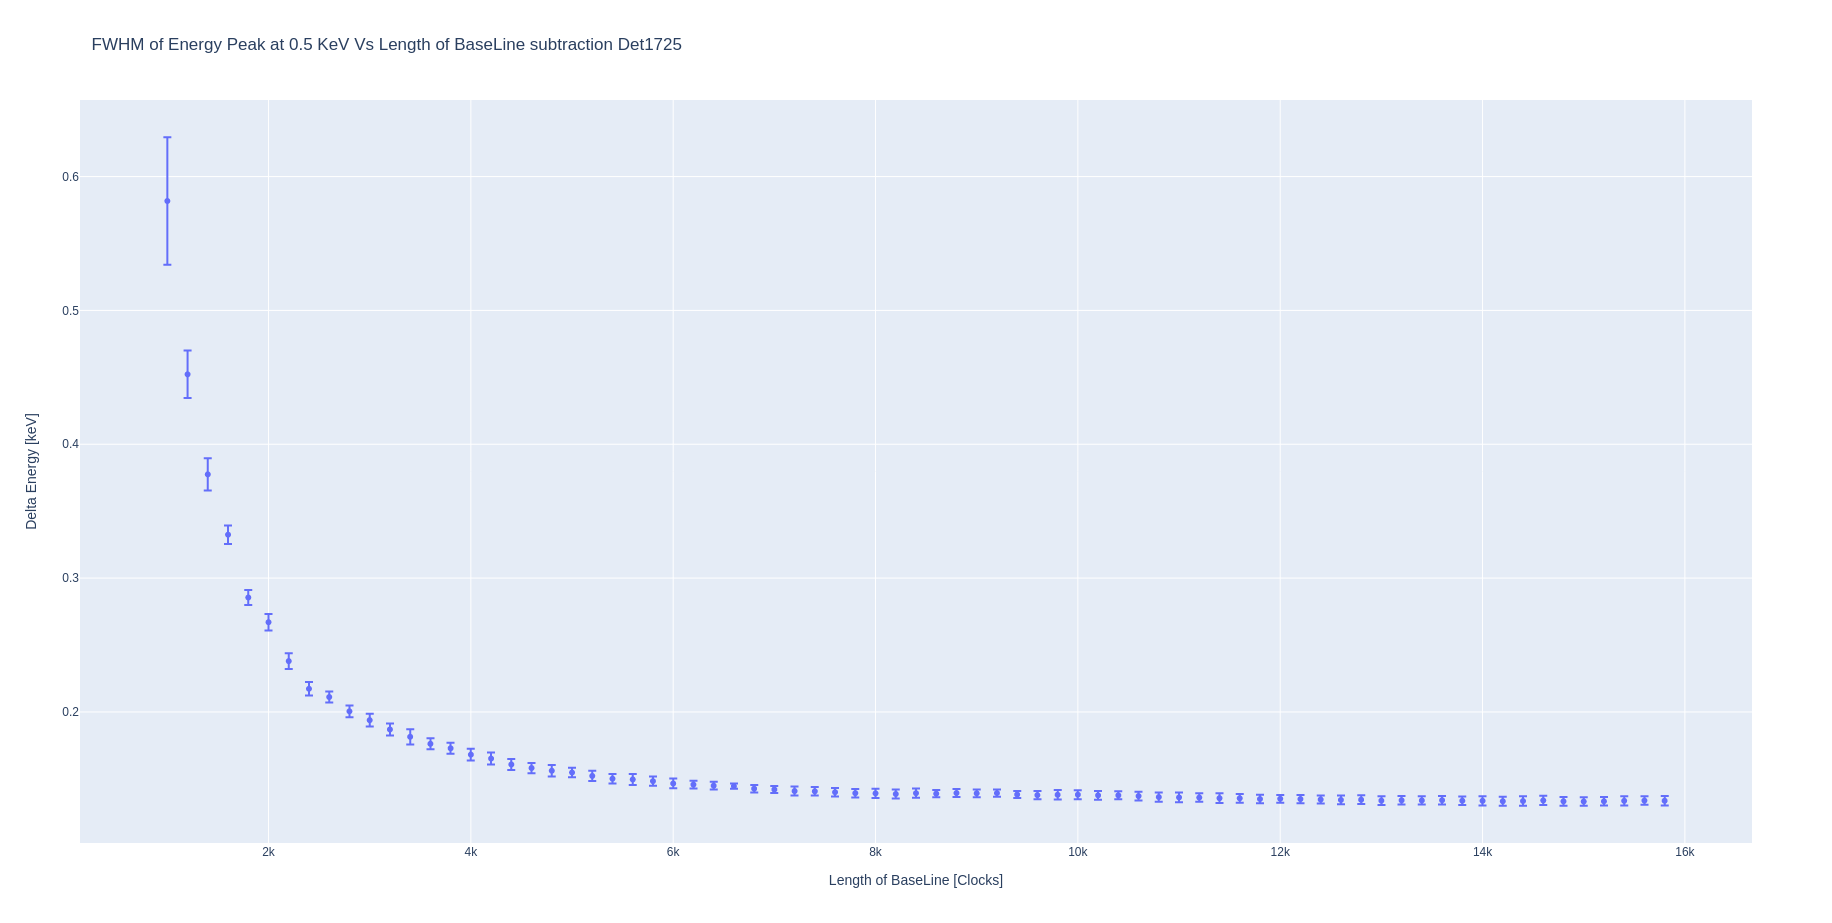 FWHM of Energy Peak at 0.5 KeV Vs Length of BaseLine subtraction Det1725
0.6
0.5
0.4
0.3
0.2
Delta Energy [keV]
2k 4k 6k 8k 10k 12k 14k 16k
Length of BaseLine [Clocks]